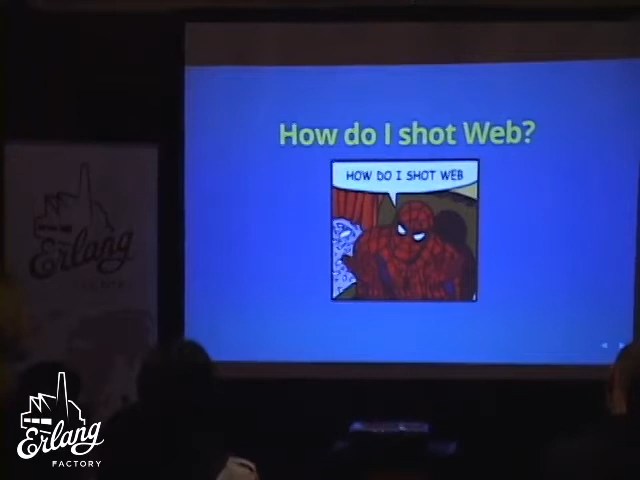 How do I shot Web?
HOW DO I SHOT WEB
Erlang
Erlang
FACTORY